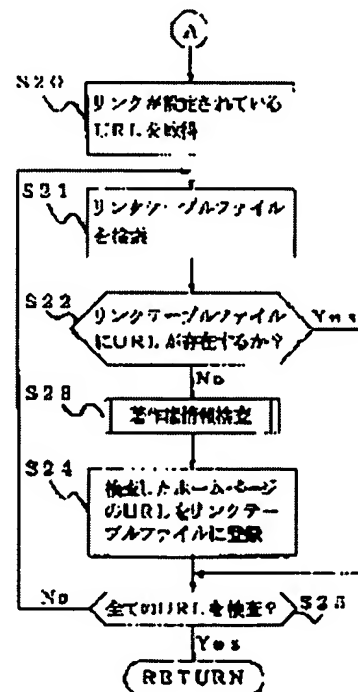 A
S20
リンクが設定されている
URLを取得
S21
リンクテーブルファイル
を検索
S22
リンクテーブルファイル
にURLが存在するか?
Yes
No
S23
著作権情報検査
S24
検査したホームページ
のURLをリンクテー
ブルファイルに登録
No
全てのURLを検査?
S25
Yes
RETURN